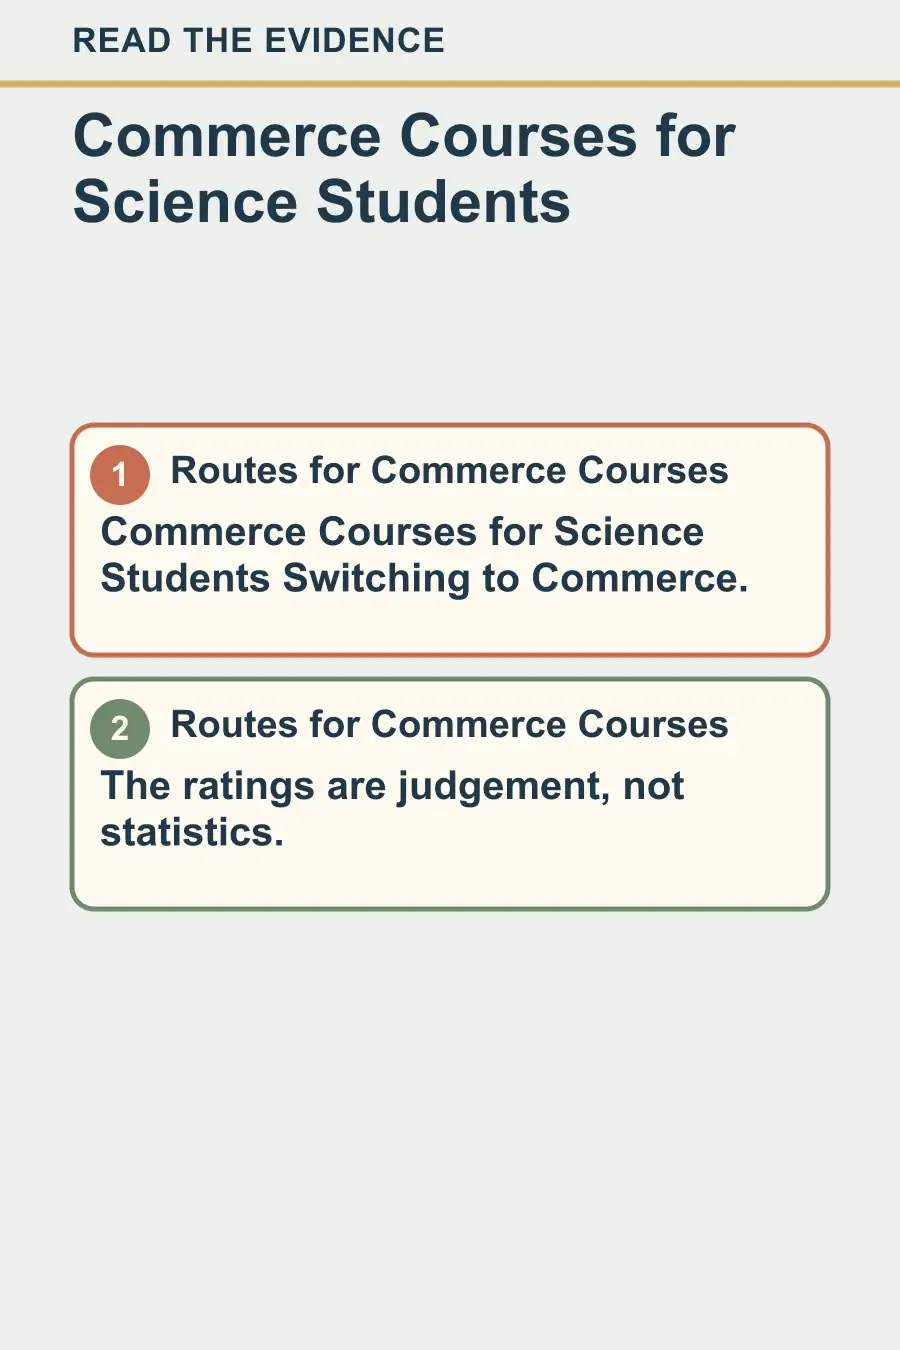 READ THE EVIDENCE
Commerce Courses for
Science Students
1 Routes for Commerce Courses
Commerce Courses for Science
Students Switching to Commerce.
2 Routes for Commerce Courses
The ratings are judgement, not
statistics.